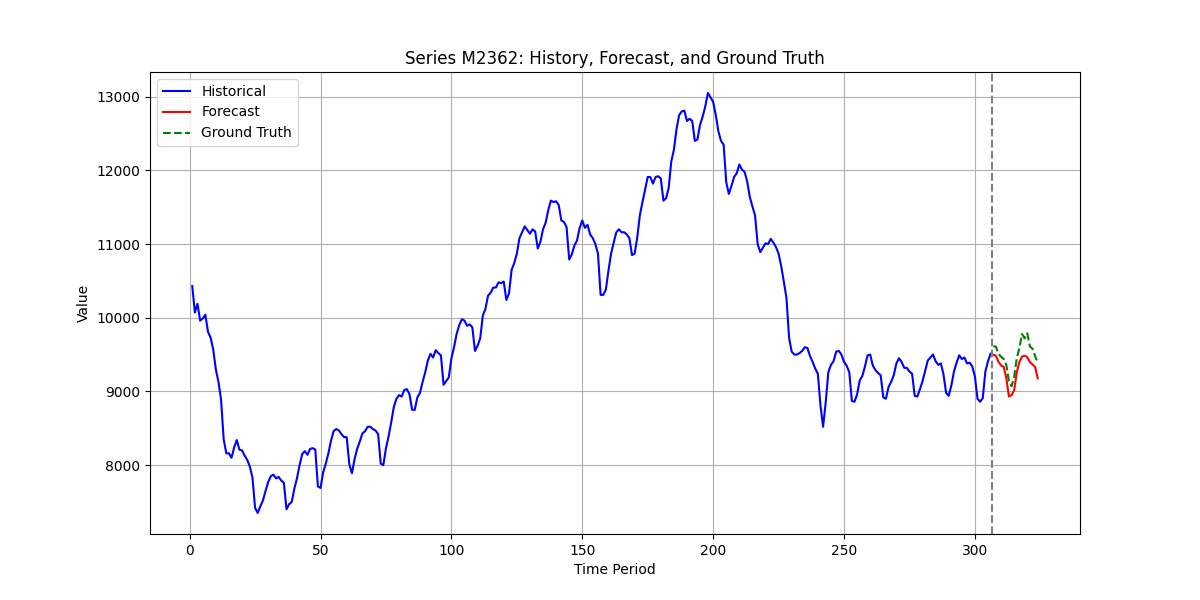 Series M2362: History, Forecast, and Ground Truth
Historical
Forecast
Ground Truth
13000
12000
11000
10000
9000
8000
Value
0 50 100 150 200 250 300
Time Period